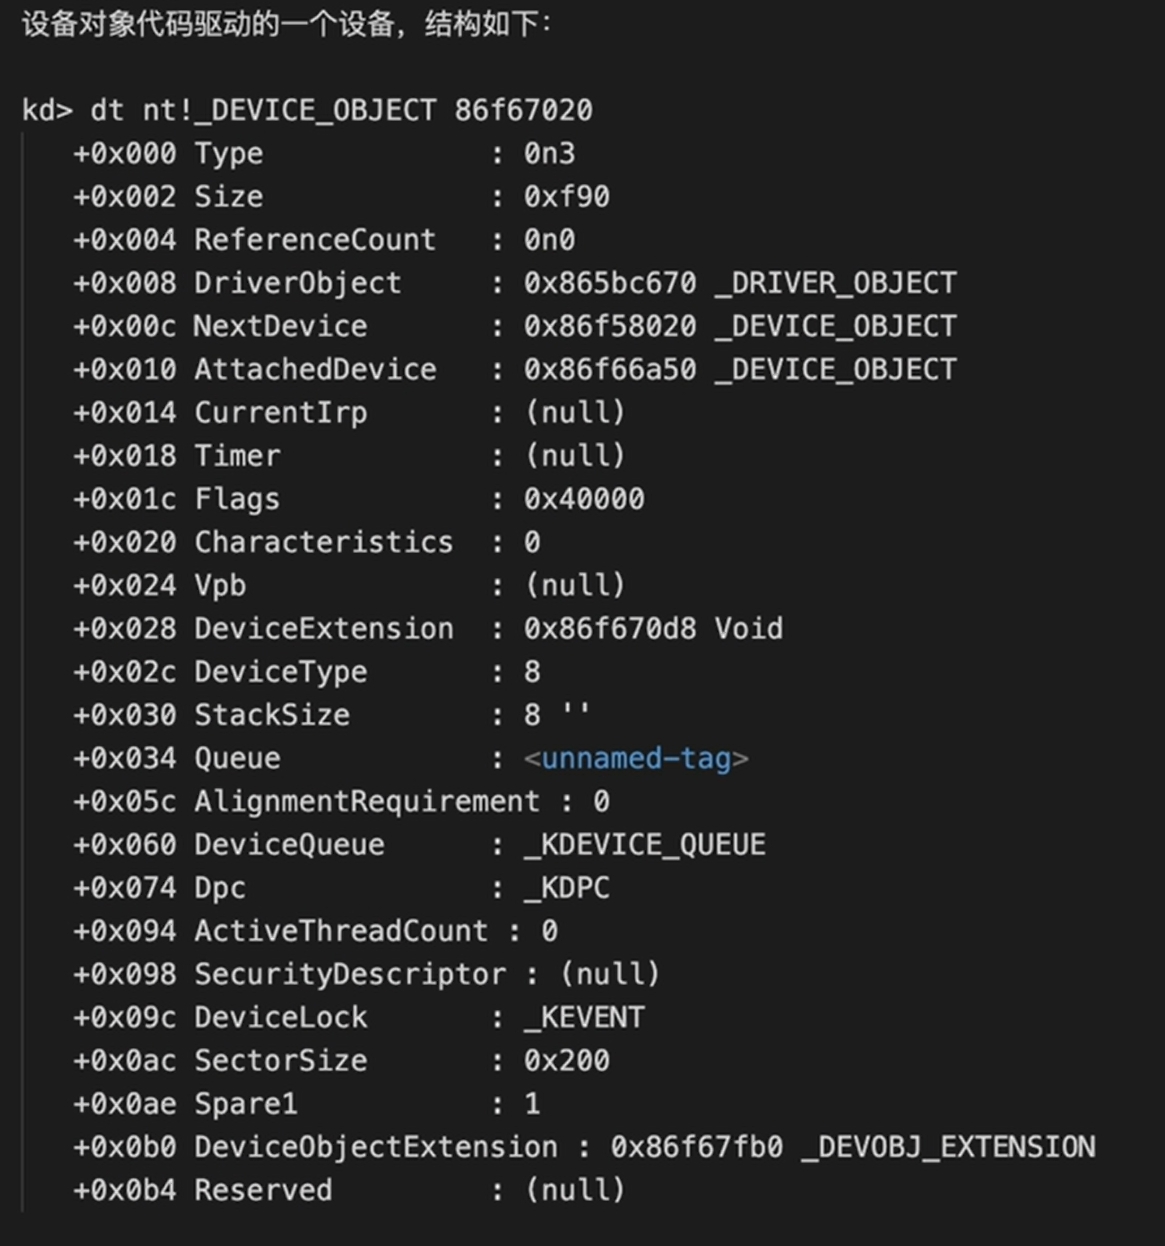 设备对象代码驱动的一个设备，结构如下：
kd> dt nt!_DEVICE_OBJECT 86f67020
+0x000 Type : 0n3
+0x002 Size : 0xf90
+0x004 ReferenceCount : 0n0
+0x008 DriverObject : 0x865bc670 _DRIVER_OBJECT
+0x00c NextDevice : 0x86f58020 _DEVICE_OBJECT
+0x010 AttachedDevice : 0x86f66a50 _DEVICE_OBJECT
+0x014 CurrentIrp : (null)
+0x018 Timer : (null)
+0x01c Flags : 0x40000
+0x020 Characteristics : 0
+0x024 Vpb : (null)
+0x028 DeviceExtension : 0x86f670d8 Void
+0x02c DeviceType : 8
+0x030 StackSize : 8 ''
+0x034 Queue : <unnamed-tag>
+0x05c AlignmentRequirement : 0
+0x060 DeviceQueue : _KDEVICE_QUEUE
+0x074 Dpc : _KDPC
+0x094 ActiveThreadCount : 0
+0x098 SecurityDescriptor : (null)
+0x09c DeviceLock : _KEVENT
+0x0ac SectorSize : 0x200
+0x0ae Spare1 : 1
+0x0b0 DeviceObjectExtension : 0x86f67fb0 _DEVOBJ_EXTENSION
+0x0b4 Reserved : (null)